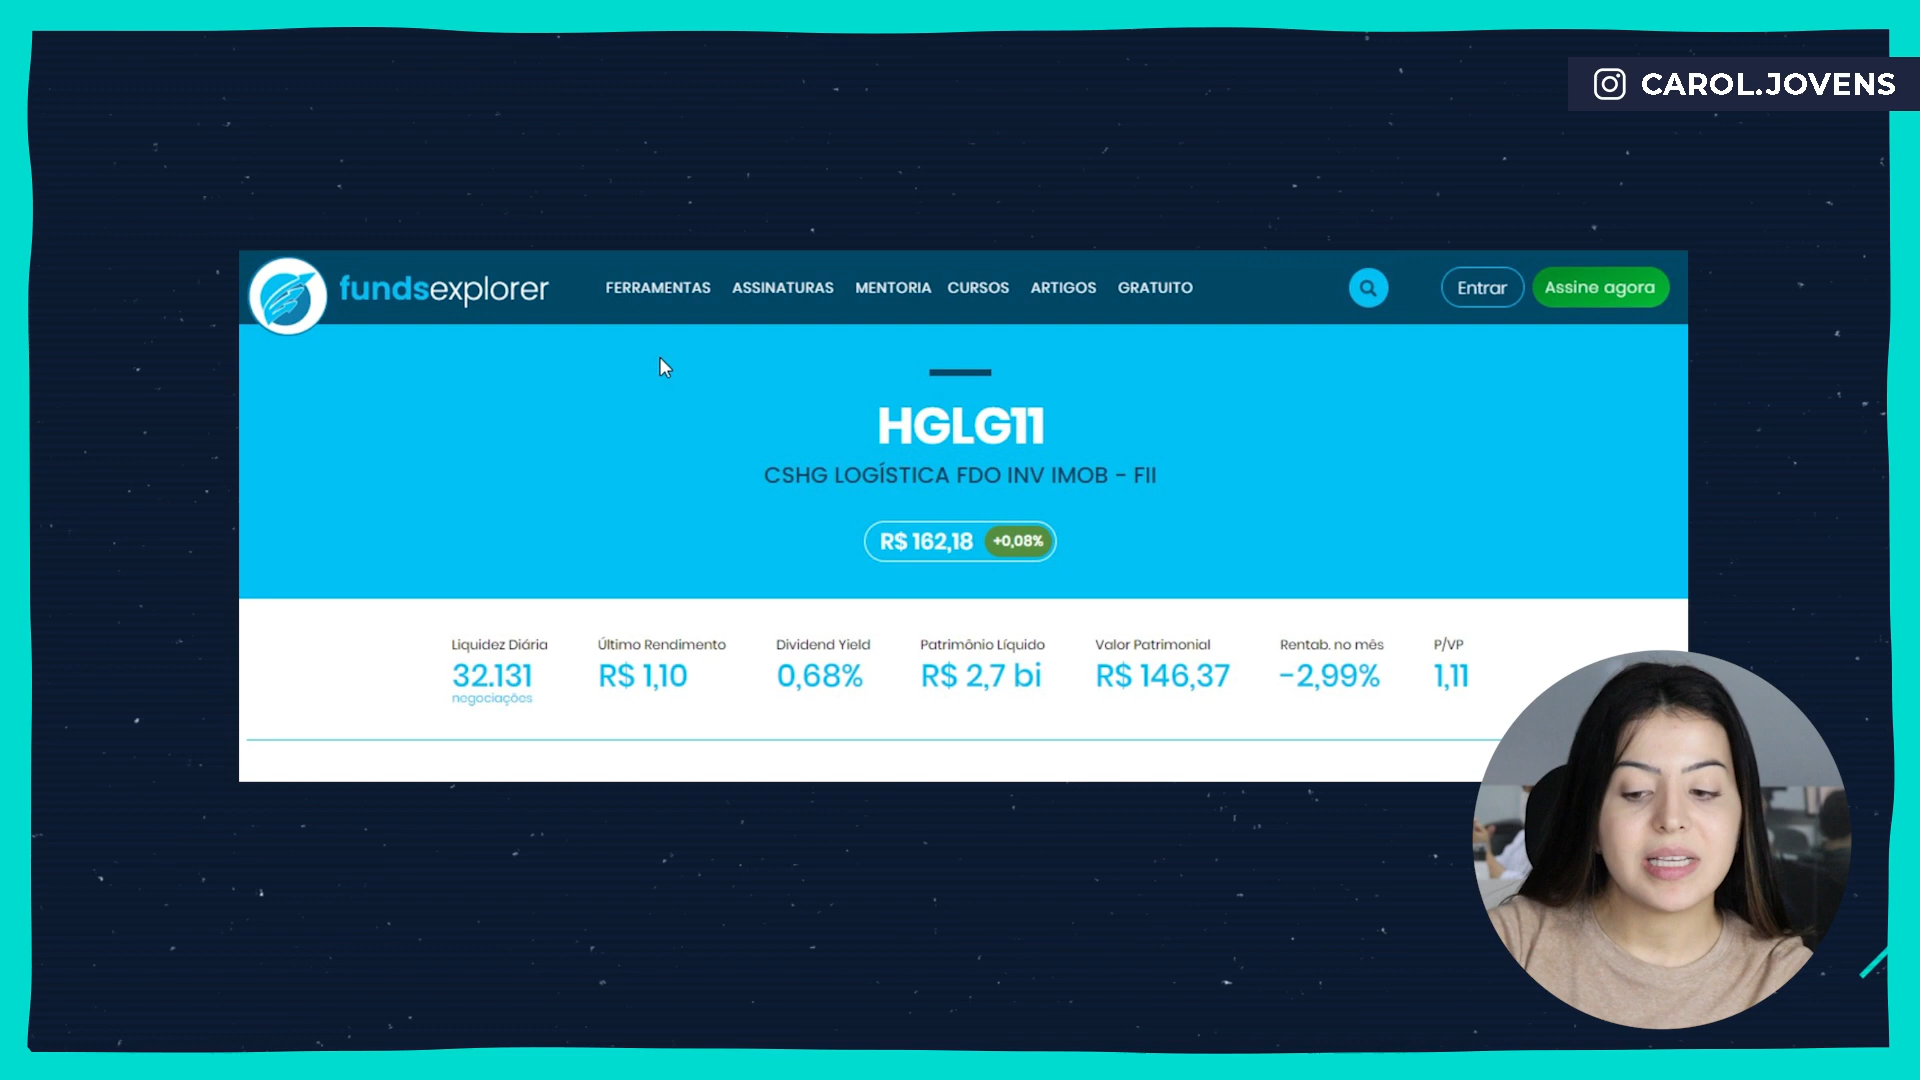 CAROL.JOVENS
fundsexplorer
FERRAMENTAS ASSINATURAS MENTORIA CURSOS ARTIGOS GRATUITO
Entrar
Assine agora
HGLG11
CSHG LOGÍSTICA FDO INV IMOB - FII
R$ 162,18 +0,08%
Liquidez Diária
32.131
negociações
Último Rendimento
R$ 1,10
Dividend Yield
0,68%
Patrimônio Líquido
R$ 2,7 bi
Valor Patrimonial
R$ 146,37
Rentab. no mês
-2,99%
P/VP
1,11